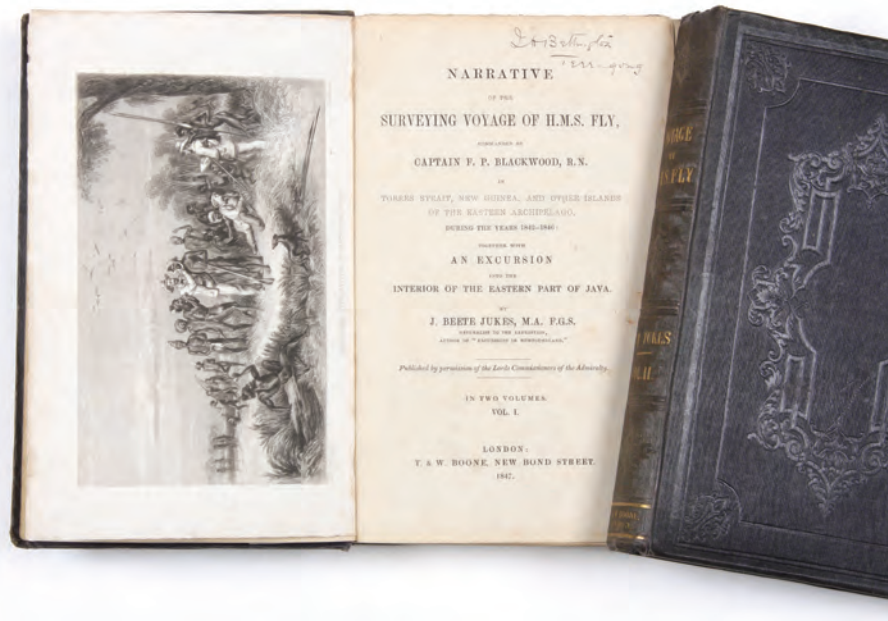 NARRATIVE
OF THE
SURVEYING VOYAGE OF H.M.S. FLY,
COMMANDED BY
CAPTAIN F. P. BLACKWOOD, R.N.
IN
TORRES STRAIT, NEW GUINEA, AND OTHER ISLANDS
OF THE EASTERN ARCHIPELAGO,
DURING THE YEARS 1842–1846:
TOGETHER WITH
AN EXCURSION
INTO THE
INTERIOR OF THE EASTERN PART OF JAVA.
BY
J. BEETE JUKES, M.A. F.G.S.
NATURALIST TO THE EXPEDITION,
AUTHOR OF "EXCURSIONS IN NEWFOUNDLAND."
Published by permission of the Lords Commissioners of the Admiralty.
IN TWO VOLUMES.
VOL. I.
LONDON:
T. & W. BOONE, NEW BOND STREET.
1847.
FLY